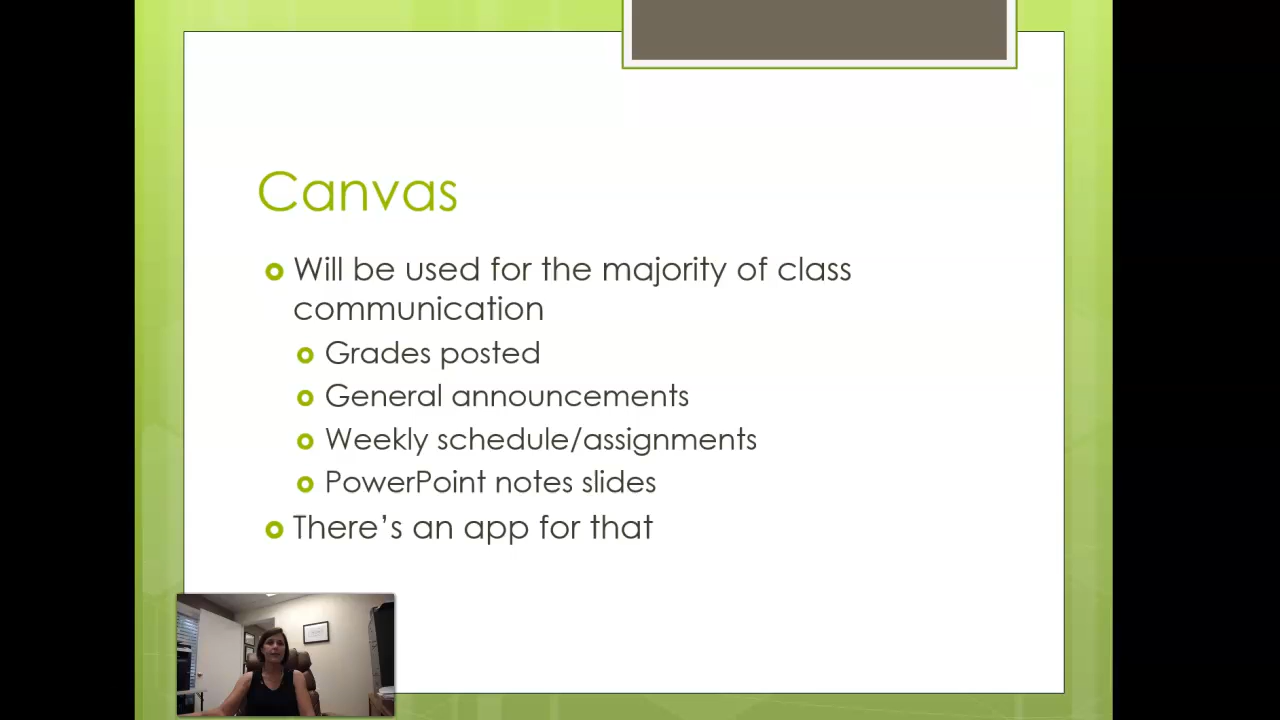 Canvas
Will be used for the majority of class
communication
Grades posted
General announcements
Weekly schedule/assignments
PowerPoint notes slides
There’s an app for that